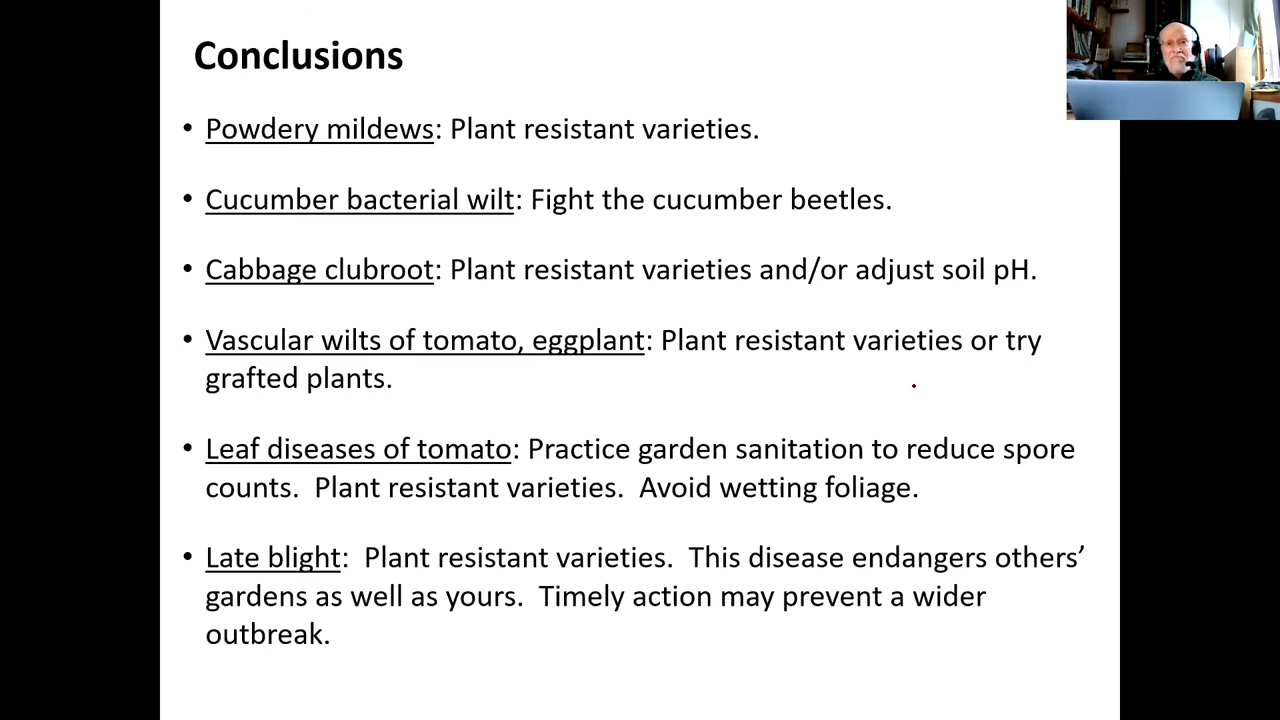 Conclusions
• Powdery mildews: Plant resistant varieties.
• Cucumber bacterial wilt: Fight the cucumber beetles.
• Cabbage clubroot: Plant resistant varieties and/or adjust soil pH.
• Vascular wilts of tomato, eggplant: Plant resistant varieties or try
grafted plants.
• Leaf diseases of tomato: Practice garden sanitation to reduce spore
counts.  Plant resistant varieties.  Avoid wetting foliage.
• Late blight:  Plant resistant varieties.  This disease endangers others’
gardens as well as yours.  Timely action may prevent a wider
outbreak.